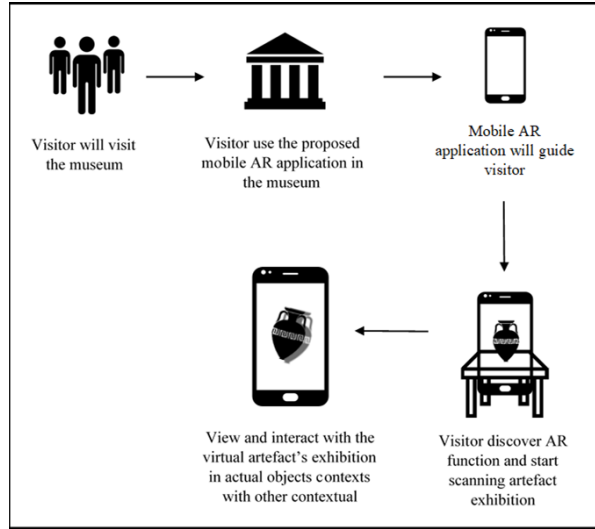 Visitor will visit
the museum
Visitor use the proposed
mobile AR application in
the museum
Mobile AR
application will guide
visitor
View and interact with the
virtual artefact's exhibition
in actual objects contexts
with other contextual
Visitor discover AR
function and start
scanning artefact
exhibition